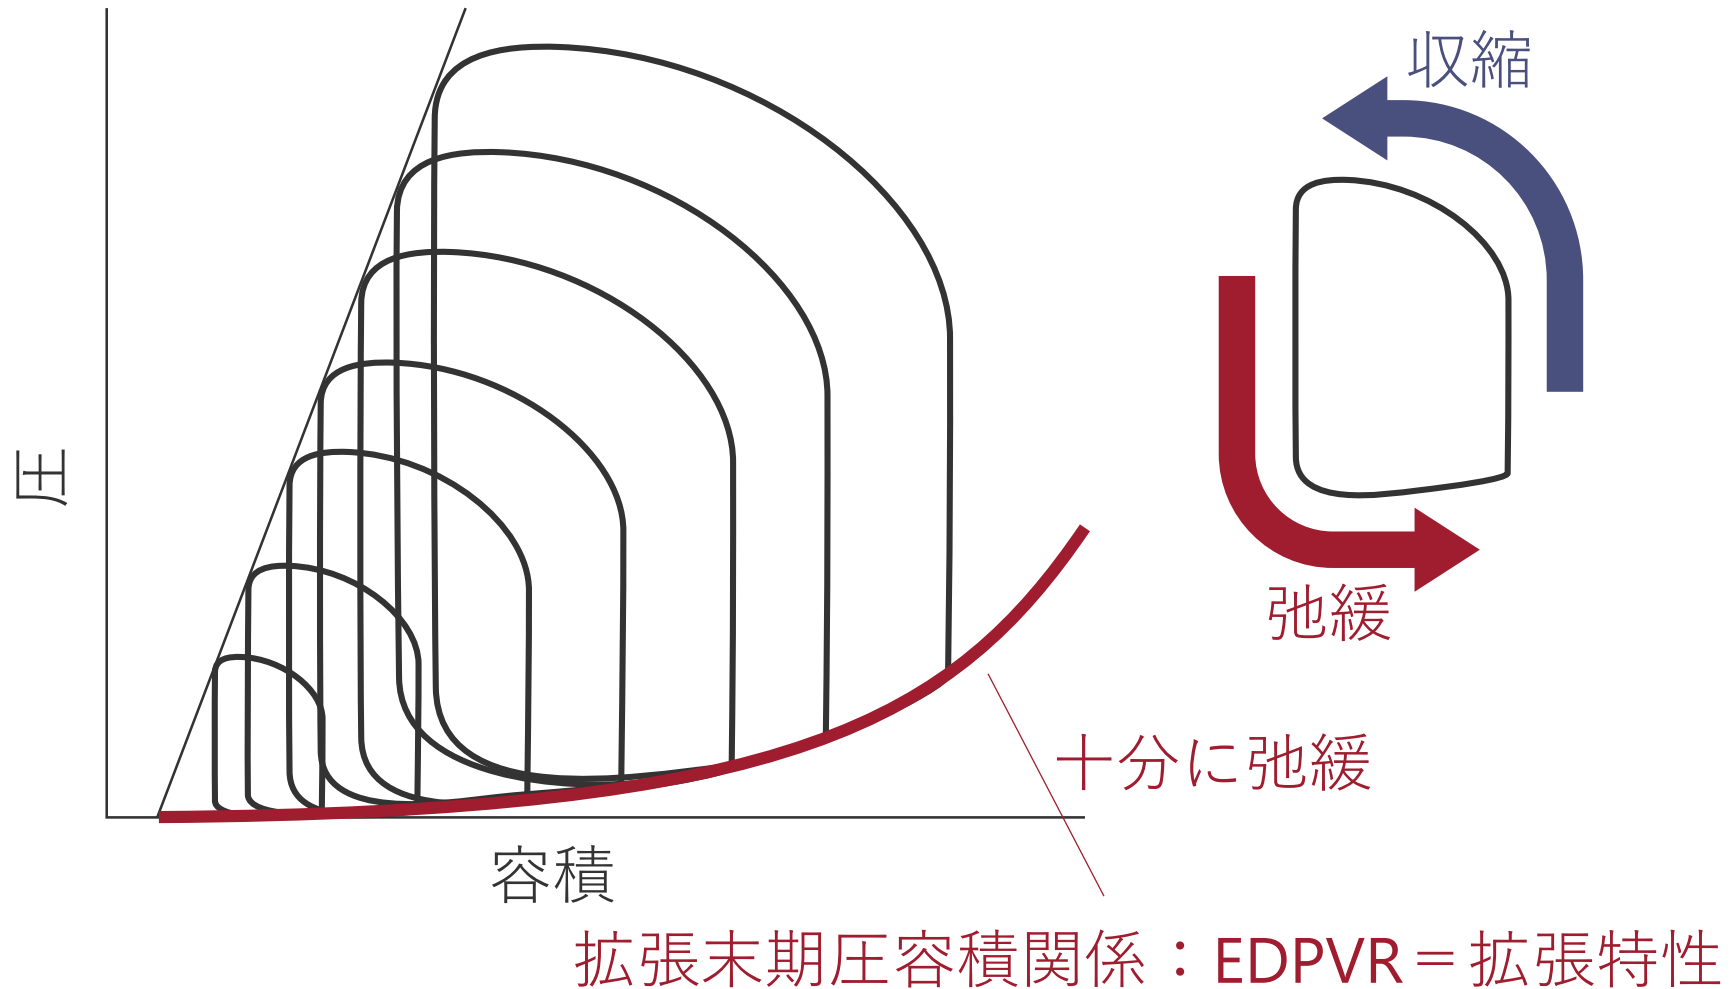 収縮
圧
弛緩
十分に弛緩
容積
拡張末期圧容積関係：EDPVR＝拡張特性